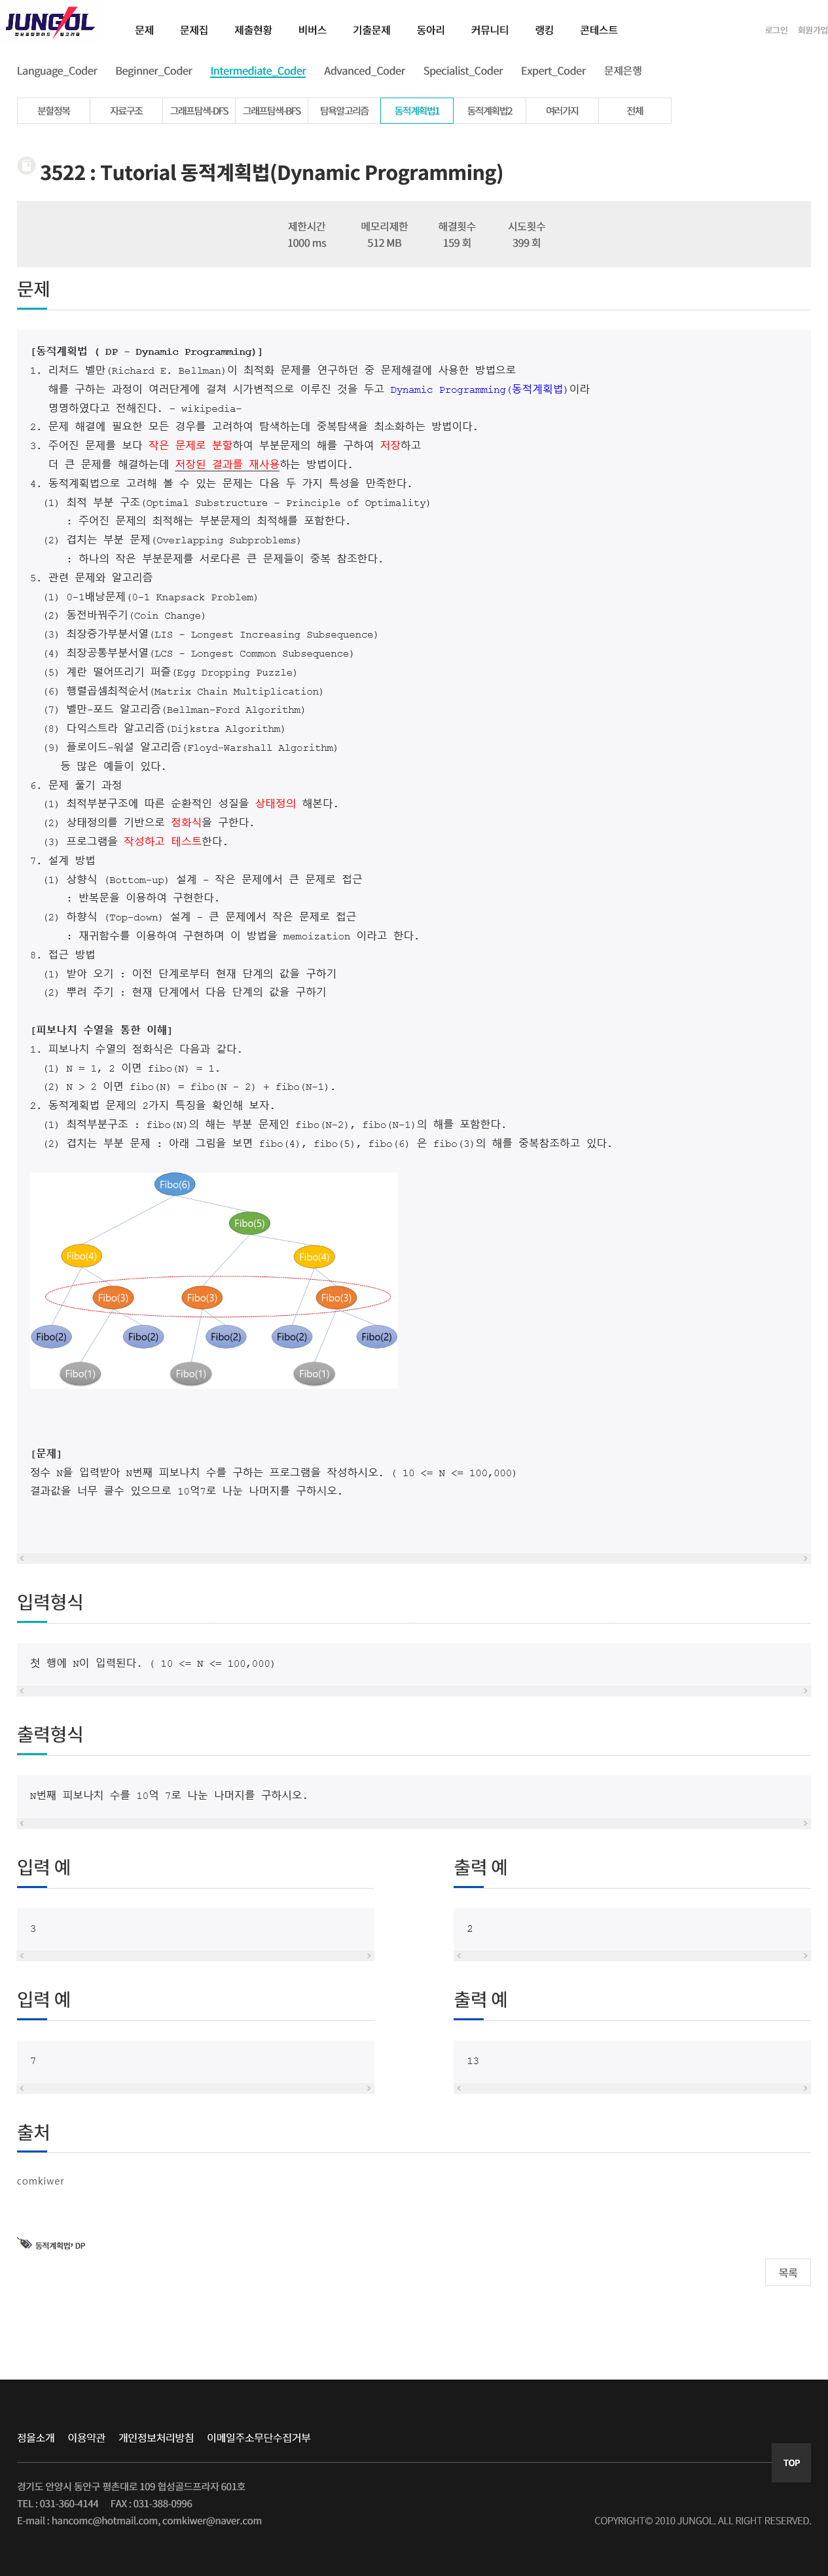 JUNGOL
정보올림피아드 알고리즘
문제 문제집 제출현황 비버스 기출문제 동아리 커뮤니티 랭킹 콘테스트
로그인 회원가입
Language_Coder Beginner_Coder Intermediate_Coder Advanced_Coder Specialist_Coder Expert_Coder 문제은행
분할정복 자료구조 그래프탐색-DFS 그래프탐색-BFS 탐욕알고리즘 동적계획법1 동적계획법2 여러가지 전체
3522 : Tutorial 동적계획법(Dynamic Programming)
제한시간 메모리제한 해결횟수 시도횟수
1000 ms 512 MB 159 회 399 회
문제
[동적계획법 ( DP - Dynamic Programming)]
1. 리처드 벨만(Richard E. Bellman)이 최적화 문제를 연구하던 중 문제해결에 사용한 방법으로
해를 구하는 과정이 여러단계에 걸쳐 시가변적으로 이루진 것을 두고 Dynamic Programming(동적계획법)이라
명명하였다고 전해진다. - wikipedia-
2. 문제 해결에 필요한 모든 경우를 고려하여 탐색하는데 중복탐색을 최소화하는 방법이다.
3. 주어진 문제를 보다 작은 문제로 분할하여 부분문제의 해를 구하여 저장하고
더 큰 문제를 해결하는데 저장된 결과를 재사용하는 방법이다.
4. 동적계획법으로 고려해 볼 수 있는 문제는 다음 두 가지 특성을 만족한다.
(1) 최적 부분 구조(Optimal Substructure - Principle of Optimality)
: 주어진 문제의 최적해는 부분문제의 최적해를 포함한다.
(2) 겹치는 부분 문제(Overlapping Subproblems)
: 하나의 작은 부분문제를 서로다른 큰 문제들이 중복 참조한다.
5. 관련 문제와 알고리즘
(1) 0-1배낭문제(0-1 Knapsack Problem)
(2) 동전바꿔주기(Coin Change)
(3) 최장증가부분서열(LIS - Longest Increasing Subsequence)
(4) 최장공통부분서열(LCS - Longest Common Subsequence)
(5) 계란 떨어뜨리기 퍼즐(Egg Dropping Puzzle)
(6) 행렬곱셈최적순서(Matrix Chain Multiplication)
(7) 벨만-포드 알고리즘(Bellman-Ford Algorithm)
(8) 다익스트라 알고리즘(Dijkstra Algorithm)
(9) 플로이드-워셜 알고리즘(Floyd-Warshall Algorithm)
등 많은 예들이 있다.
6. 문제 풀기 과정
(1) 최적부분구조에 따른 순환적인 성질을 상태정의 해본다.
(2) 상태정의를 기반으로 점화식을 구한다.
(3) 프로그램을 작성하고 테스트한다.
7. 설계 방법
(1) 상향식 (Bottom-up) 설계 - 작은 문제에서 큰 문제로 접근
: 반복문을 이용하여 구현한다.
(2) 하향식 (Top-down) 설계 - 큰 문제에서 작은 문제로 접근
: 재귀함수를 이용하여 구현하며 이 방법을 memoization 이라고 한다.
8. 접근 방법
(1) 받아 오기 : 이전 단계로부터 현재 단계의 값을 구하기
(2) 뿌려 주기 : 현재 단계에서 다음 단계의 값을 구하기
[피보나치 수열을 통한 이해]
1. 피보나치 수열의 점화식은 다음과 같다.
(1) N = 1, 2 이면 fibo(N) = 1.
(2) N > 2 이면 fibo(N) = fibo(N - 2) + fibo(N-1).
2. 동적계획법 문제의 2가지 특징을 확인해 보자.
(1) 최적부분구조 : fibo(N)의 해는 부분 문제인 fibo(N-2), fibo(N-1)의 해를 포함한다.
(2) 겹치는 부분 문제 : 아래 그림을 보면 fibo(4), fibo(5), fibo(6) 은 fibo(3)의 해를 중복참조하고 있다.
Fibo(6)
Fibo(5)
Fibo(4) Fibo(4)
Fibo(3) Fibo(3) Fibo(3)
Fibo(2) Fibo(2) Fibo(2) Fibo(2) Fibo(2)
Fibo(1) Fibo(1) Fibo(1)
[문제]
정수 N을 입력받아 N번째 피보나치 수를 구하는 프로그램을 작성하시오. ( 10 <= N <= 100,000)
결과값을 너무 클수 있으므로 10억7로 나눈 나머지를 구하시오.
입력형식
첫 행에 N이 입력된다. ( 10 <= N <= 100,000)
출력형식
N번째 피보나치 수를 10억 7로 나눈 나머지를 구하시오.
입력 예 출력 예
3 2
입력 예 출력 예
7 13
출처
comkiwer
동적계획법, DP
목록
정올소개 이용약관 개인정보처리방침 이메일주소무단수집거부
TOP
경기도 안양시 동안구 평촌대로 109 협성골드프라자 601호
TEL : 031-360-4144 FAX : 031-388-0996
E-mail : hancomc@hotmail.com, comkiwer@naver.com
COPYRIGHT© 2010 JUNGOL. ALL RIGHT RESERVED.